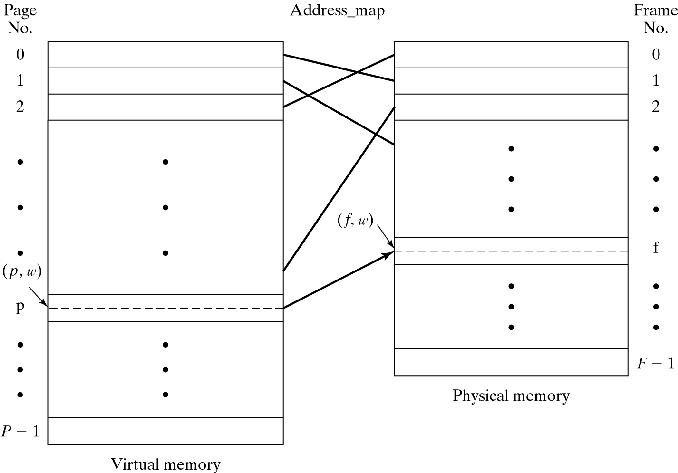 Page No.
Address_map
Frame No.
0
0
1
1
2
2
(f, w)
f
(p, w)
p
F − 1
Physical memory
P − 1
Virtual memory